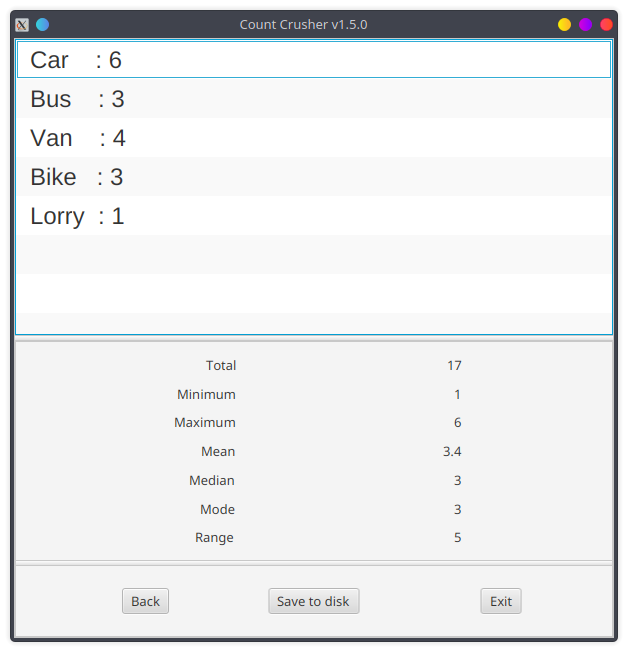 Count Crusher v1.5.0
Car : 6
Bus : 3
Van : 4
Bike : 3
Lorry : 1
Total 17
Minimum 1
Maximum 6
Mean 3.4
Median 3
Mode 3
Range 5
Back Save to disk Exit